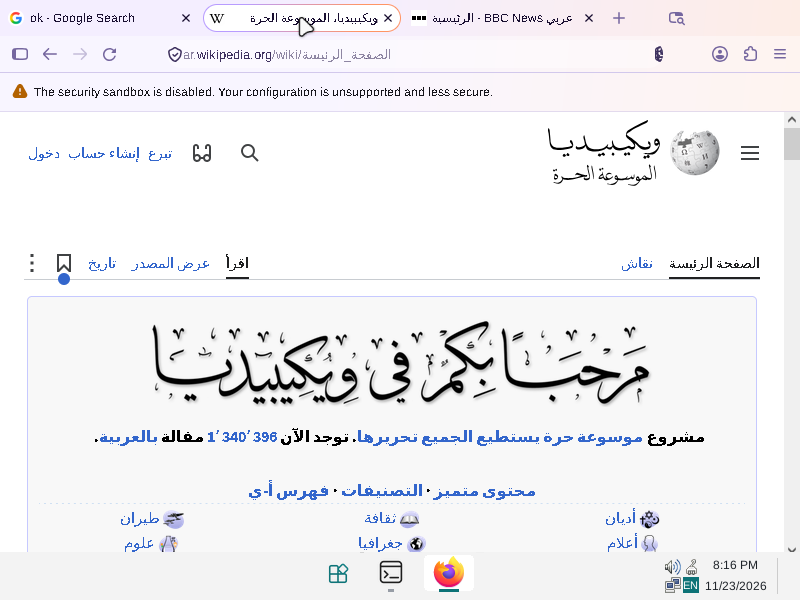 ok - Google Search
ويكيبيديا، الموسوعة الحرة
BBC News عربي - الرئيسية
ar.wikipedia.org/wiki/الصفحة_الرئيسة
The security sandbox is disabled. Your configuration is unsupported and less secure.
ويكيبيديا
الموسوعة الحرة
تبرع إنشاء حساب دخول
الصفحة الرئيسة نقاش
اقرأ عرض المصدر تاريخ
مرحبا بكم في ويكيبيديا
مشروع موسوعة حرة يستطيع الجميع تحريرها. توجد الآن 396٬340٬1 مقالة بالعربية.
محتوى متميز · التصنيفات · فهرس أ-ي
أديان ثقافة طيران
أعلام جغرافيا علوم
EN
8:16 PM
11/23/2026